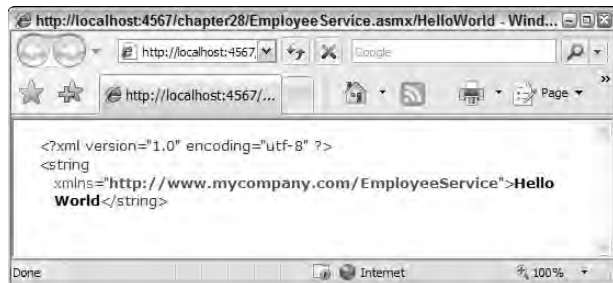 http://localhost:4567/chapter28/EmployeeService.asmx/HelloWorld - Wind...
http://localhost:4567,
Google
http://localhost:4567/...
Page
»
<?xml version="1.0" encoding="utf-8" ?>
<string
xmlns="http://www.mycompany.com/EmployeeService">Hello
World</string>
Done
Internet
100%